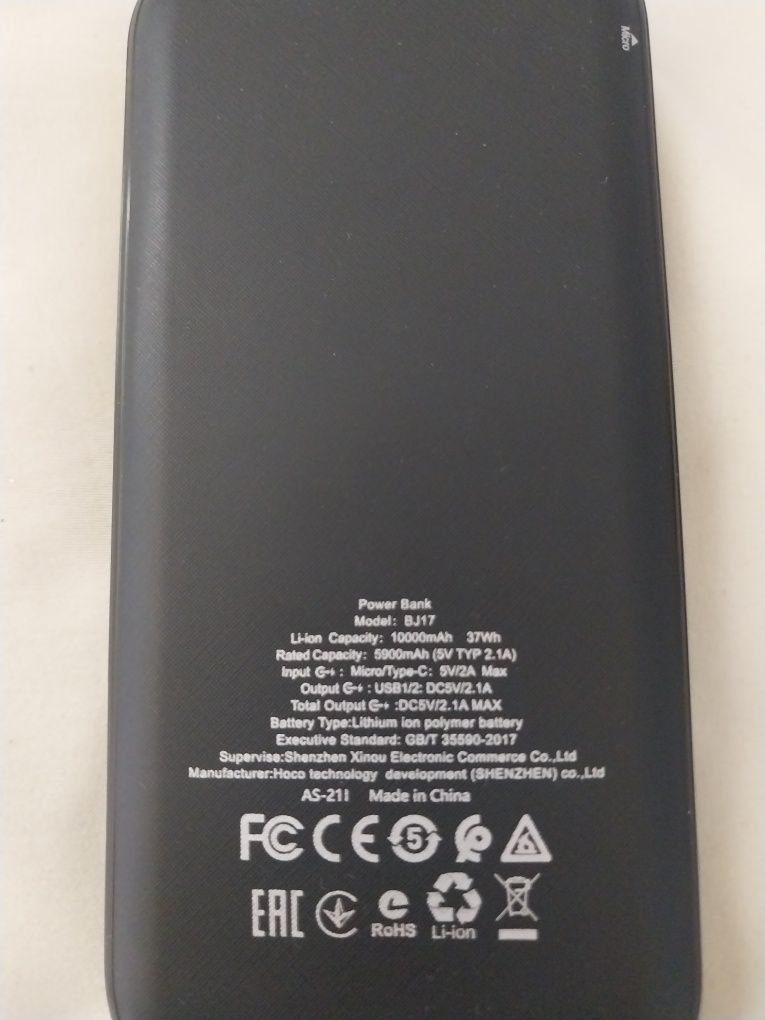 Micro
Power Bank
Model: BJ17
Li-ion Capacity: 10000mAh 37Wh
Rated Capacity: 5900mAh (5V TYP 2.1A)
Input : Micro/Type-C: 5V/2A Max
Output : USB1/2: DC5V/2.1A
Total Output :DC5V/2.1A MAX
Battery Type:Lithium ion polymer battery
Executive Standard: GB/T 35590-2017
Supervise:Shenzhen Xinou Electronic Commerce Co.,Ltd
Manufacturer:Hoco technology development (SHENZHEN) co.,Ltd
AS-21I Made in China
FC CE 5
EAC RoHS Li-ion